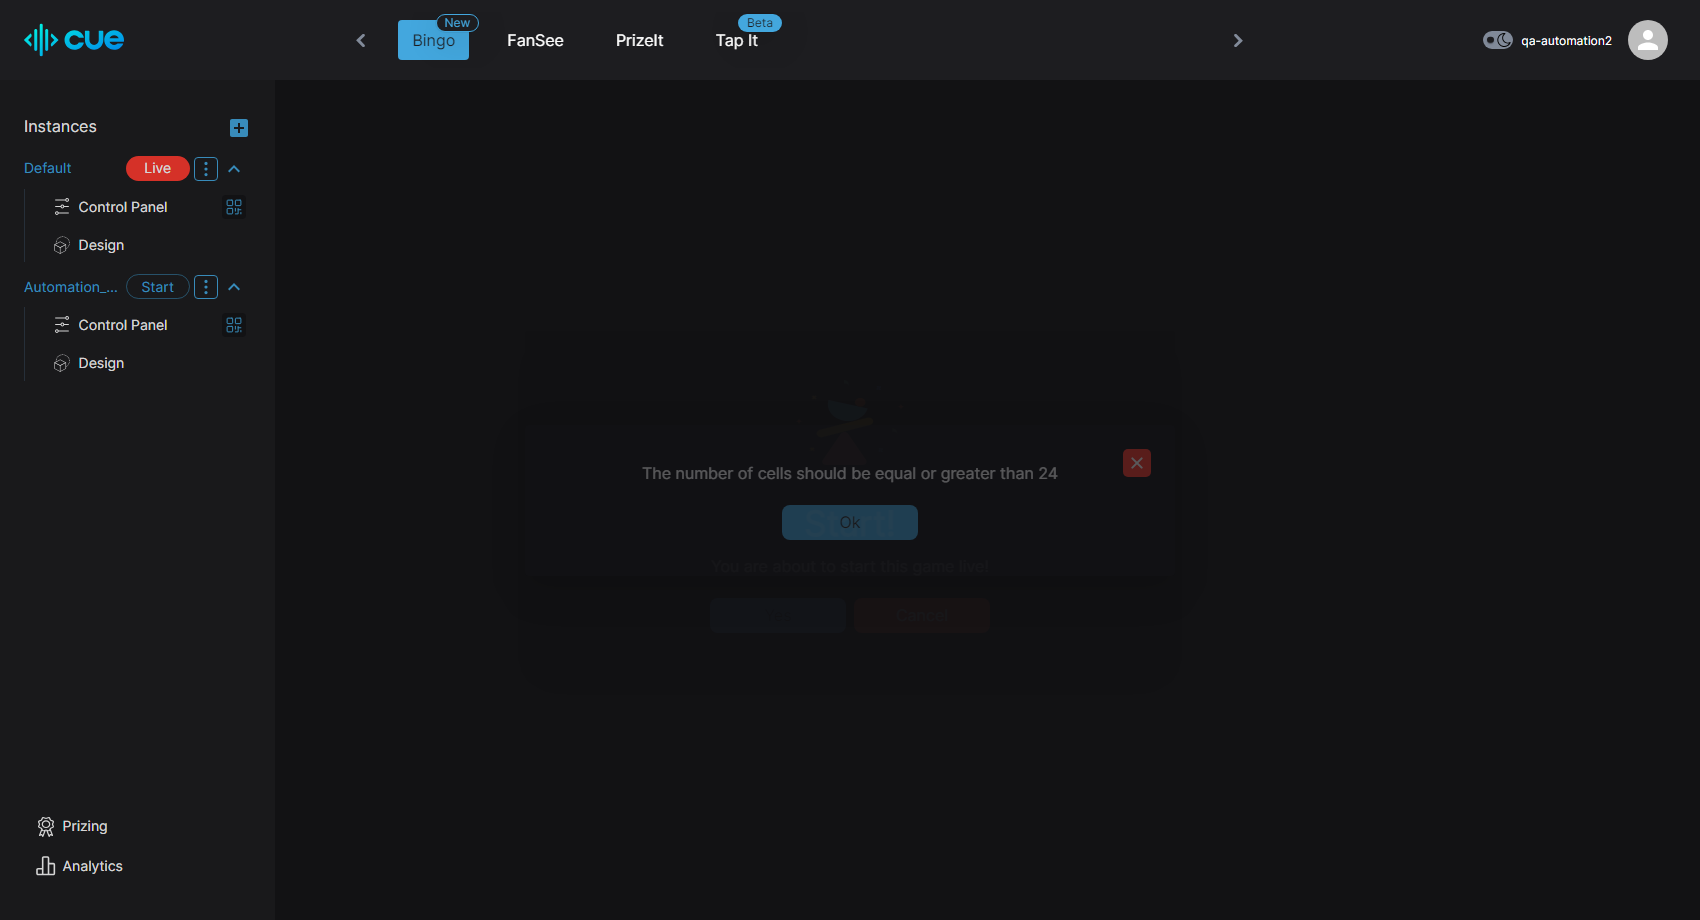 cue
Bingo
New
FanSee
PrizeIt
Tap It
Beta
qa-automation2
Instances
Default
Live
Control Panel
Design
Automation_...
Start
Control Panel
Design
The number of cells should be equal or greater than 24
Start!
Ok
You are about to start this game live!
Cancel
Prizing
Analytics